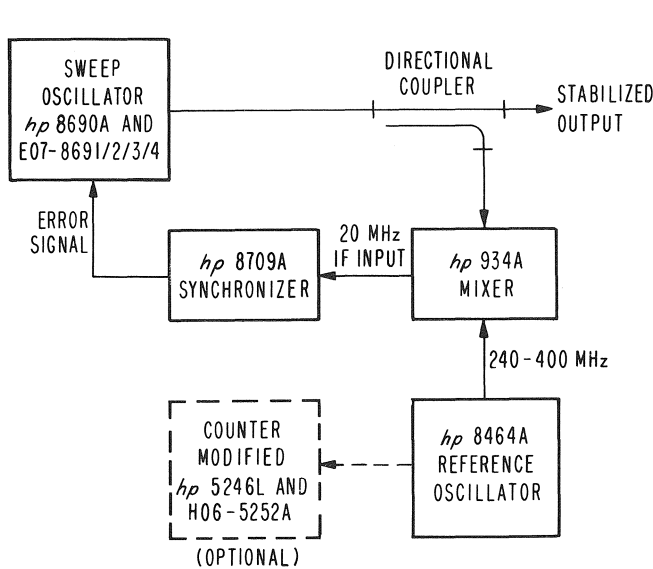 SWEEP
OSCILLATOR
hp 8690A AND
E07-8691/2/3/4
DIRECTIONAL
COUPLER
STABILIZED
OUTPUT
ERROR
SIGNAL
hp 8709A
SYNCHRONIZER
20 MHz
IF INPUT
hp 934A
MIXER
240-400 MHz
COUNTER
MODIFIED
hp 5246L AND
H06-5252A
(OPTIONAL)
hp 8464A
REFERENCE
OSCILLATOR